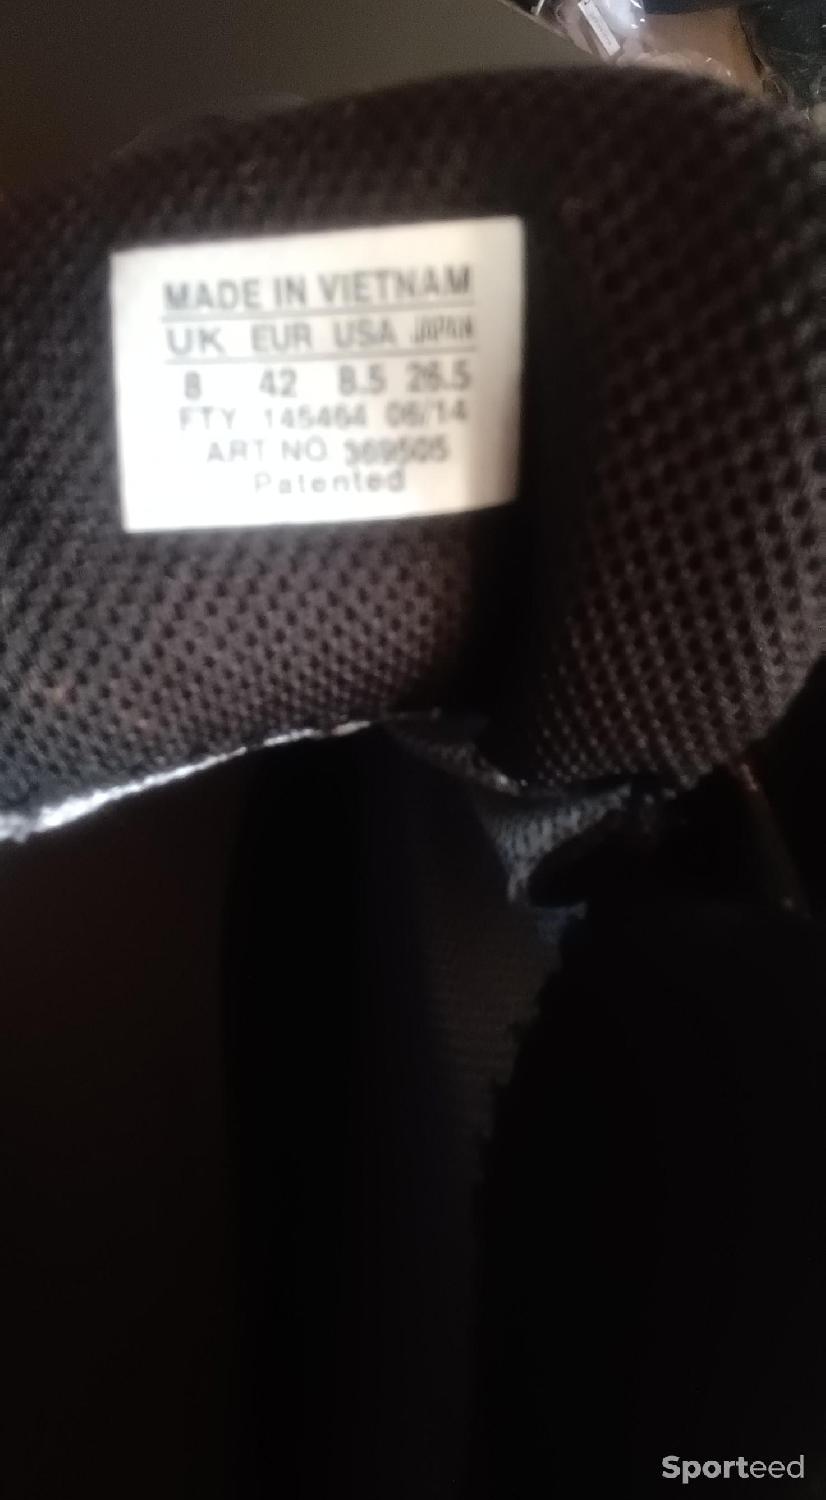 MADE IN VIETNAM
UK EUR USA JAPAN
8 42 8.5 26.5
FTY 145464 06/14
ART NO 369505
Patented
Sporteed